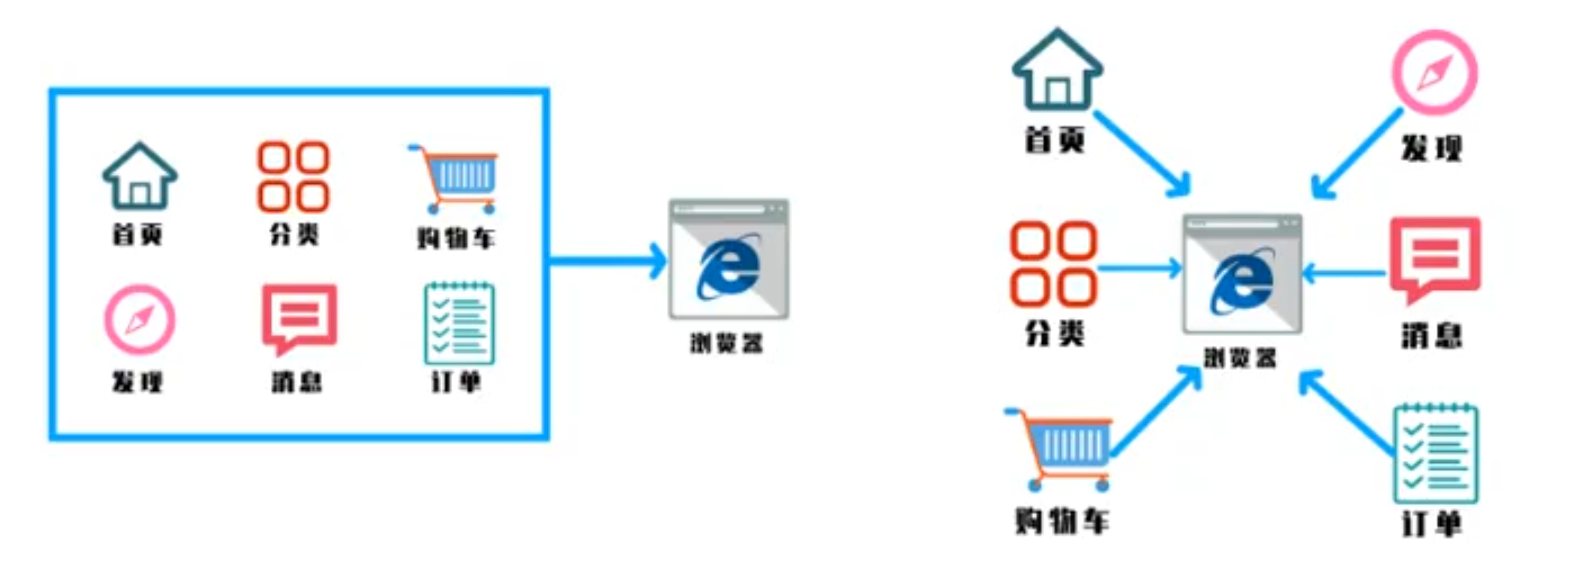 首页 分类 购物车
发现 消息 订单
浏览器
首页
发现
分类
浏览器
消息
购物车
订单